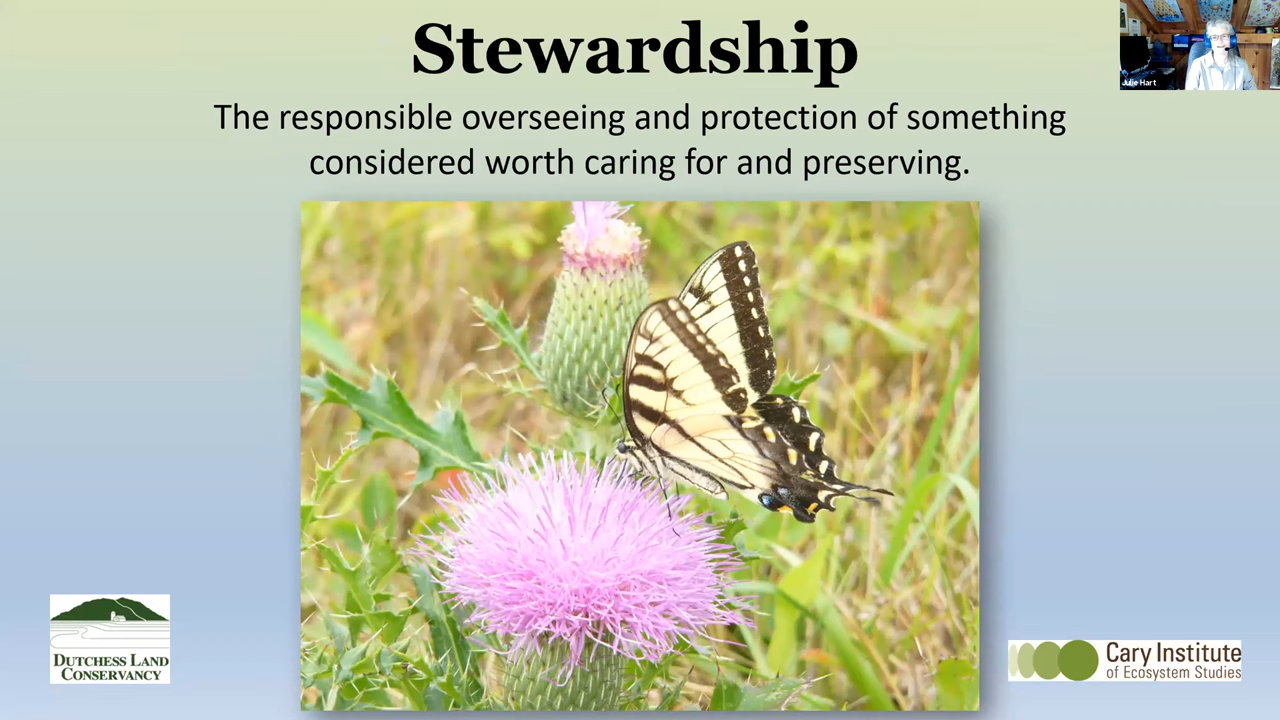 Stewardship
The responsible overseeing and protection of something
considered worth caring for and preserving.
Julie Hart
DUTCHESS LAND
CONSERVANCY
Cary Institute
of Ecosystem Studies